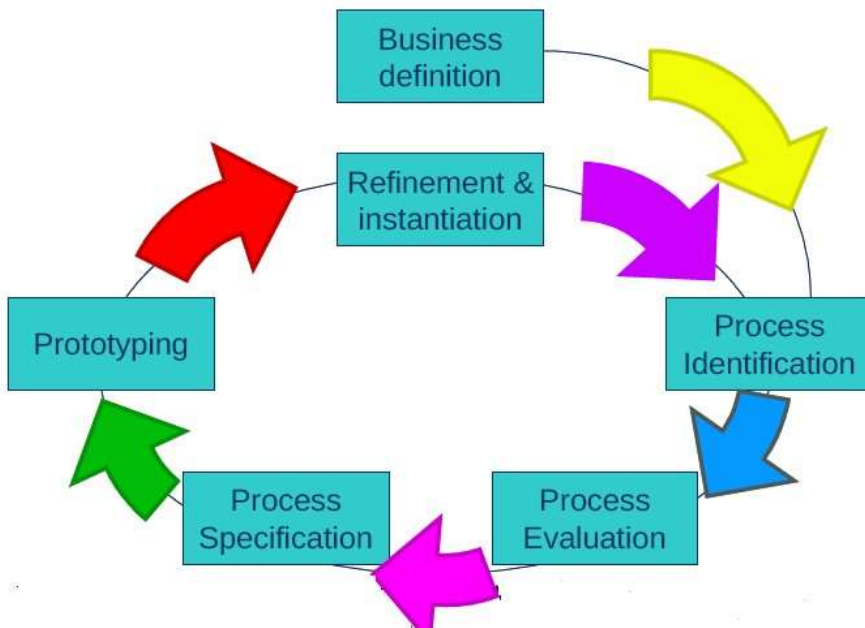 Business
definition
Refinement &
instantiation
Prototyping
Process
Identification
Process
Specification
Process
Evaluation